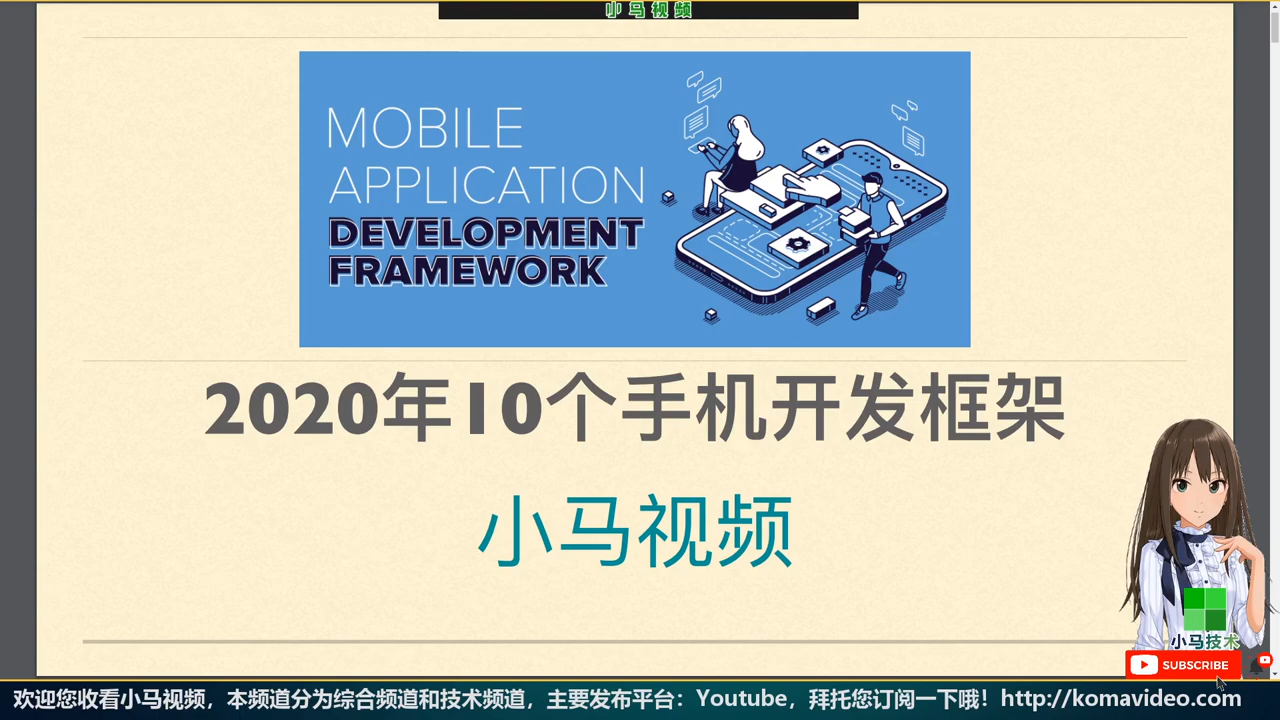 小马视频
MOBILE
APPLICATION
DEVELOPMENT
FRAMEWORK
2020年10个手机开发框架
小马视频
小马技术
SUBSCRIBE
欢迎您收看小马视频，本频道分为综合频道和技术频道，主要发布平台：Youtube，拜托您订阅一下哦！http://komavideo.com